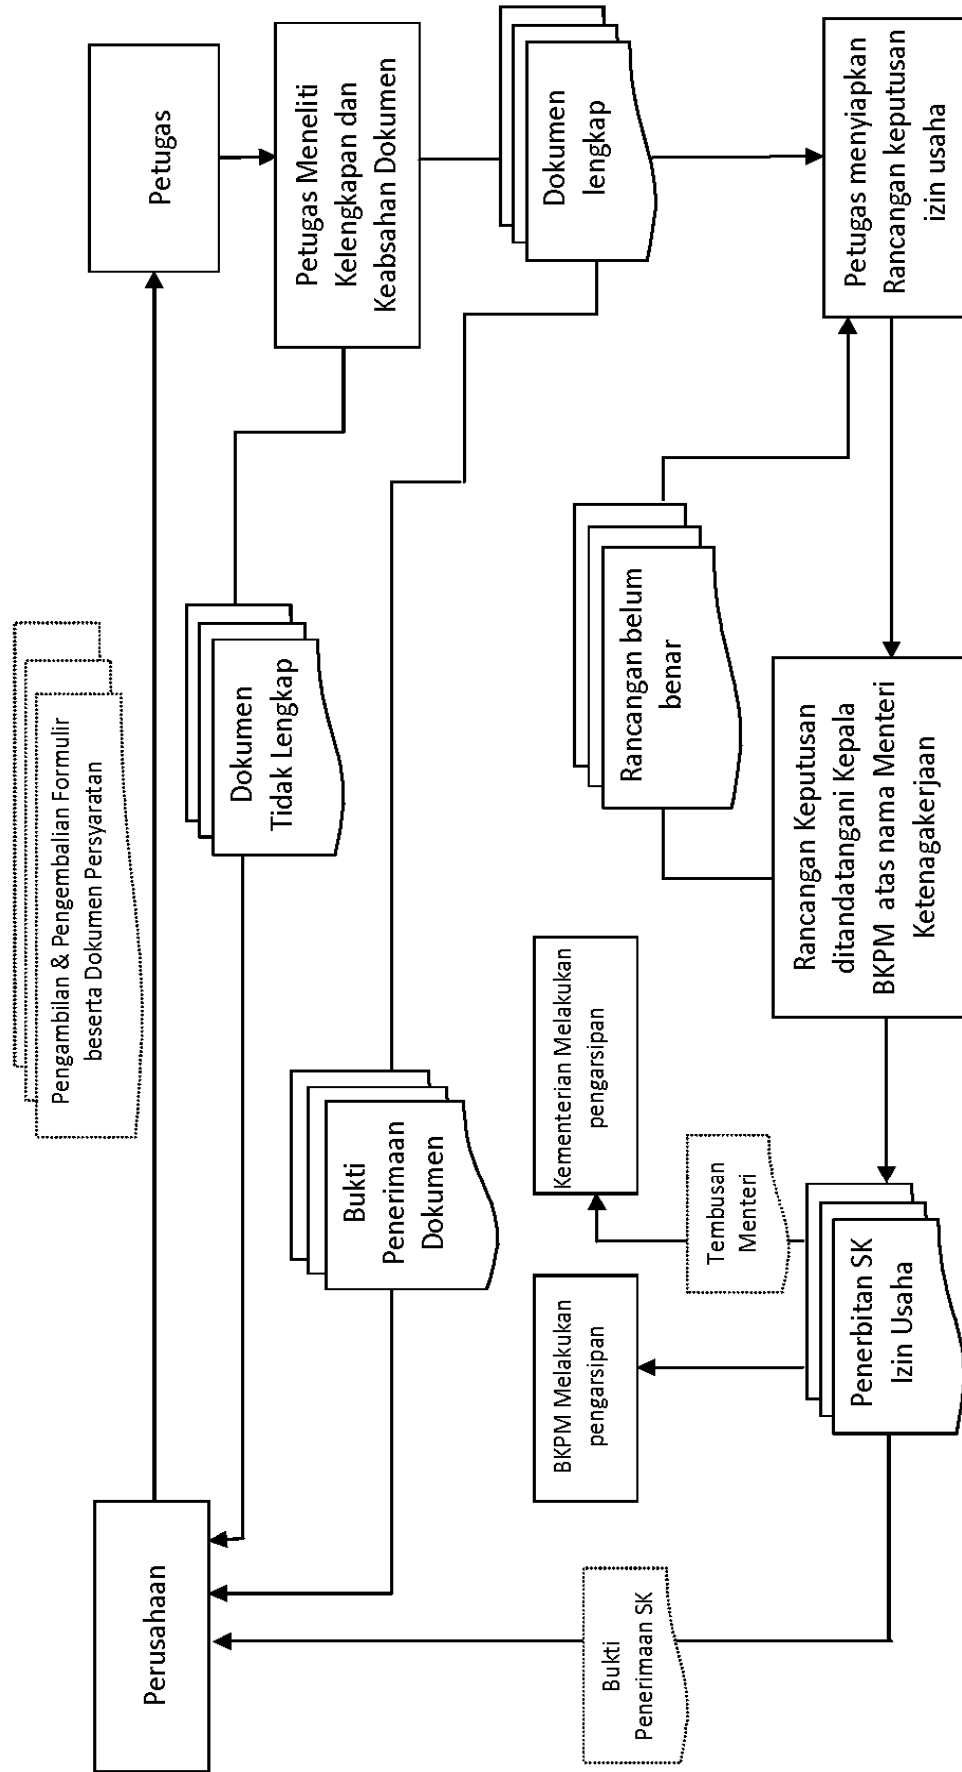 Pengambilan & Pengembalian Formulir
beserta Dokumen Persyaratan
Perusahaan
Petugas
Dokumen
Tidak Lengkap
Petugas Meneliti
Kelengkapan dan
Keabsahan Dokumen
Bukti
Penerimaan
Dokumen
Dokumen
lengkap
BKPM Melakukan
pengarsipan
Kementerian Melakukan
pengarsipan
Rancangan belum
benar
Bukti
Penerimaan SK
Tembusan
Menteri
Penerbitan SK
Izin Usaha
Rancangan Keputusan
ditandatangani Kepala
BKPM atas nama Menteri
Ketenagakerjaan
Petugas menyiapkan
Rancangan keputusan
izin usaha